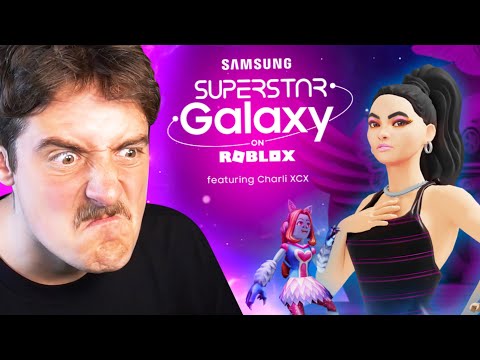 SAMSUNG
SUPERSTAR
Galaxy
ON
ROBLOX
featuring Charli XCX